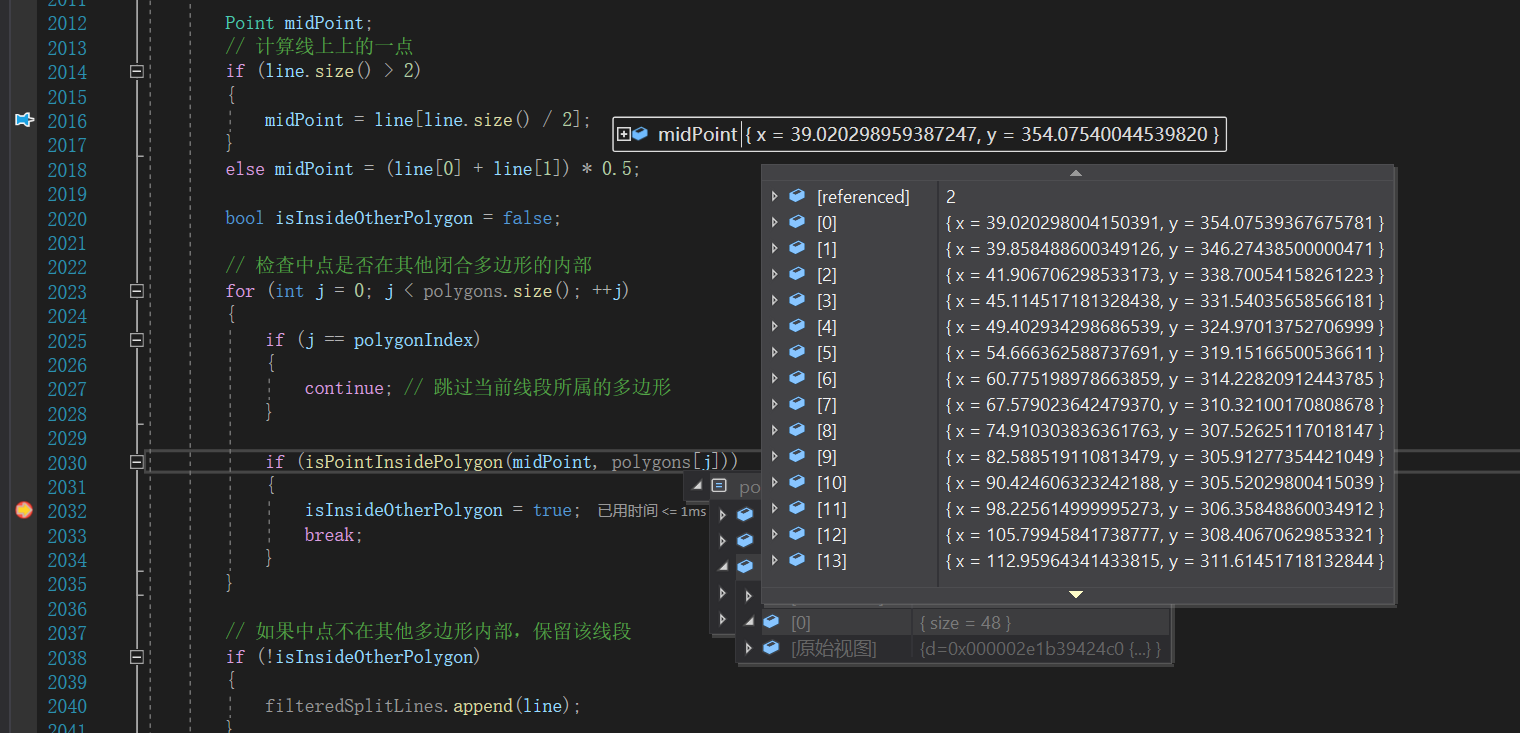 2011
2012 Point midPoint;
2013 // 计算线上上的一点
2014 if (line.size() > 2)
2015 {
2016 midPoint = line[line.size() / 2];
midPoint { x = 39.020298959387247, y = 354.07540044539820 }
2017 }
2018 else midPoint = (line[0] + line[1]) * 0.5;
2019
2020 bool isInsideOtherPolygon = false;
2021
2022 // 检查中点是否在其他闭合多边形的内部
2023 for (int j = 0; j < polygons.size(); ++j)
2024 {
2025 if (j == polygonIndex)
2026 {
2027 continue; // 跳过当前线段所属的多边形
2028 }
2029
2030 if (isPointInsidePolygon(midPoint, polygons[j]))
2031 {
po
2032 isInsideOtherPolygon = true; 已用时间 <= 1ms
2033 break;
2034 }
2035 }
2036
2037 // 如果中点不在其他多边形内部，保留该线段
2038 if (!isInsideOtherPolygon)
2039 {
2040 filteredSplitLines.append(line);
2041 }
[referenced] 2
[0] { x = 39.020298004150391, y = 354.07539367675781 }
[1] { x = 39.858488600349126, y = 346.27438500000471 }
[2] { x = 41.906706298533173, y = 338.70054158261223 }
[3] { x = 45.114517181328438, y = 331.54035658566181 }
[4] { x = 49.402934298686539, y = 324.97013752706999 }
[5] { x = 54.666362588737691, y = 319.15166500536611 }
[6] { x = 60.775198978663859, y = 314.22820912443785 }
[7] { x = 67.579023642479370, y = 310.32100170808678 }
[8] { x = 74.910303836361763, y = 307.52625117018147 }
[9] { x = 82.588519110813479, y = 305.91277354421049 }
[10] { x = 90.424606323242188, y = 305.52029800415039 }
[11] { x = 98.225614999995273, y = 306.35848860034912 }
[12] { x = 105.79945841738777, y = 308.40670629853321 }
[13] { x = 112.95964341433815, y = 311.61451718132844 }
[0] { size = 48 }
[原始视图] {d=0x000002e1b39424c0 {...} }